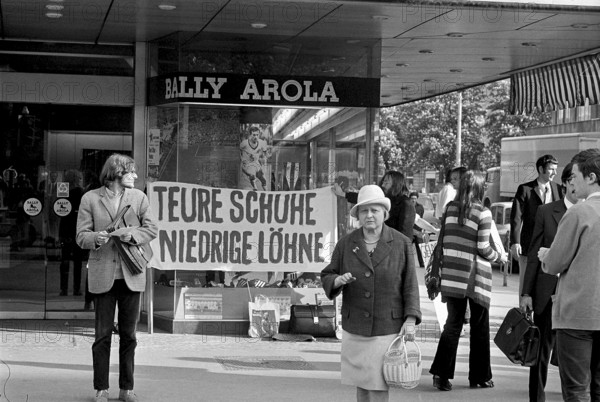 BALLY AROLA
TEURE SCHUHE
NIEDRIGE LÖHNE